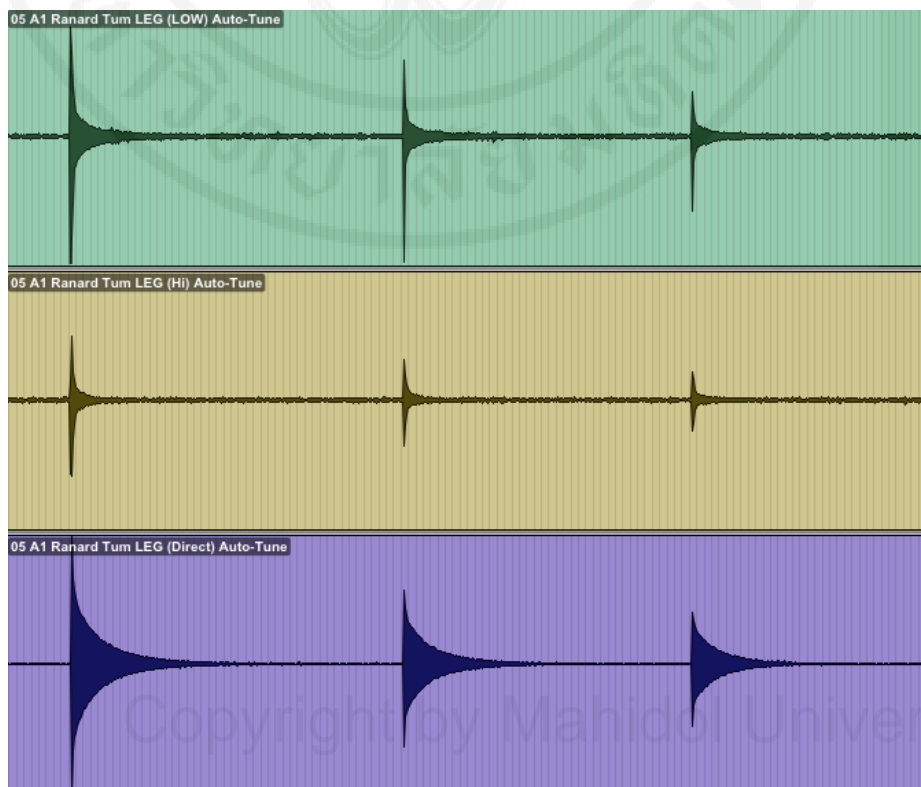 05 A1 Ranard Tum LEG (LOW) Auto-Tune
05 A1 Ranard Tum LEG (Hi) Auto-Tune
05 A1 Ranard Tum LEG (Direct) Auto-Tune
Copyright by Mahidol Univer